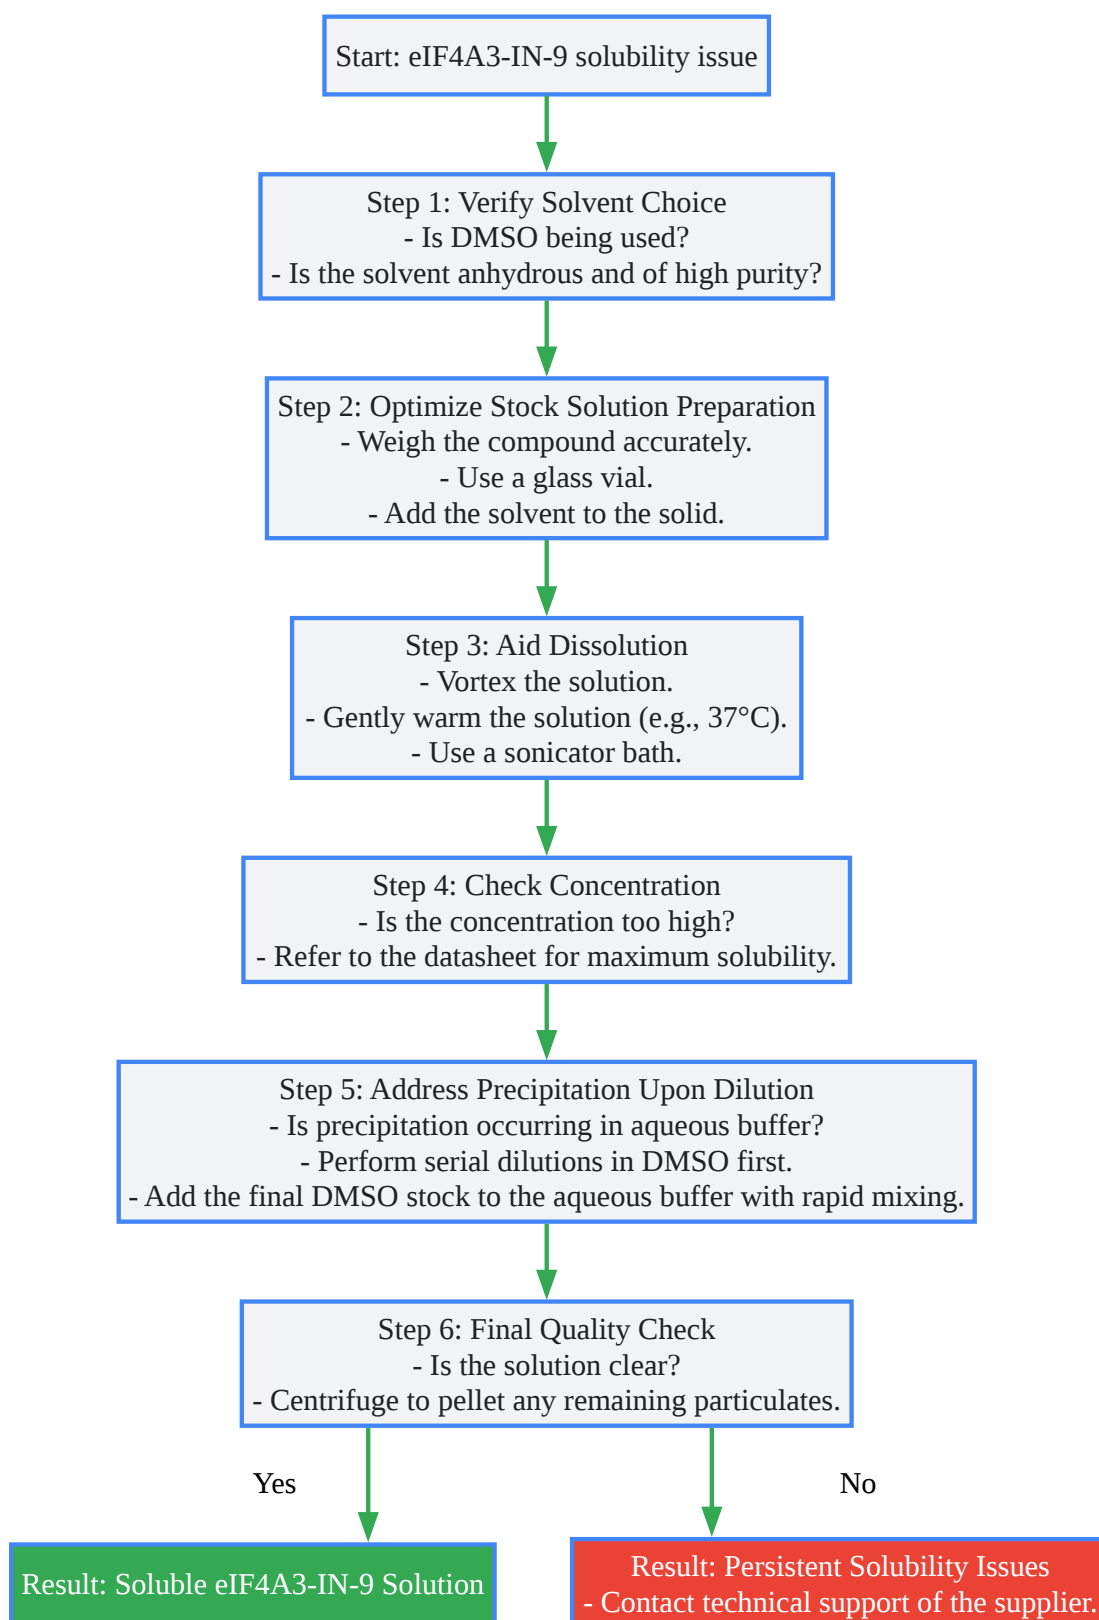 Start: eIF4A3-IN-9 solubility issue
Step 1: Verify Solvent Choice
- Is DMSO being used?
- Is the solvent anhydrous and of high purity?
Step 2: Optimize Stock Solution Preparation
- Weigh the compound accurately.
- Use a glass vial.
- Add the solvent to the solid.
Step 3: Aid Dissolution
- Vortex the solution.
- Gently warm the solution (e.g., 37°C).
- Use a sonicator bath.
Step 4: Check Concentration
- Is the concentration too high?
- Refer to the datasheet for maximum solubility.
Step 5: Address Precipitation Upon Dilution
- Is precipitation occurring in aqueous buffer?
- Perform serial dilutions in DMSO first.
- Add the final DMSO stock to the aqueous buffer with rapid mixing.
Step 6: Final Quality Check
- Is the solution clear?
- Centrifuge to pellet any remaining particulates.
Yes
No
Result: Soluble eIF4A3-IN-9 Solution
Result: Persistent Solubility Issues
- Contact technical support of the supplier.